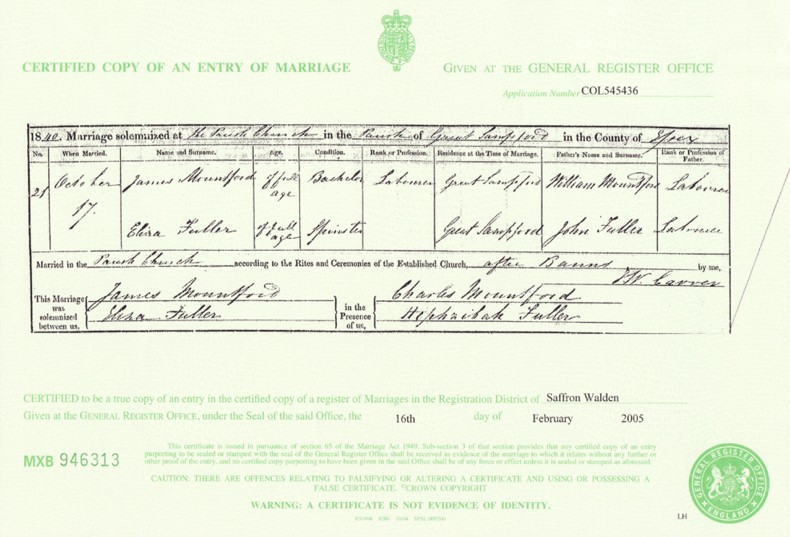 CERTIFIED COPY OF AN ENTRY OF MARRIAGE
GIVEN AT THE GENERAL REGISTER OFFICE
Application Number COL545436
1840. Marriage solemnized at the Parish Church in the Parish of Great Sampford in the County of Essex
No. When Married. Name and Surname. Age. Condition. Rank or Profession. Residence at the Time of Marriage. Father's Name and Surname. Rank or Profession of Father.
October 17. James Mountford of full age Bachelor Labourer Great Sampford William Mountford Labourer
Eliza Fuller of full age Spinster Great Sampford John Fuller Labourer
Married in the Parish Church according to the Rites and Ceremonies of the Established Church, after Banns by me,
This Marriage was solemnized between us, James Mountford Eliza Fuller in the Presence of us, Charles Mountford Hephzibah Fuller
CERTIFIED to be a true copy of an entry in the certified copy of a register of Marriages in the Registration District of Saffron Walden
Given at the GENERAL REGISTER OFFICE, under the Seal of the said Office, the 16th day of February 2005
MXB 946313
This certificate is issued in pursuance of section 65 of the Marriage Act 1949. Sub-section 3 of that section provides that any certified copy of an entry
purporting to be sealed or stamped with the seal of the General Register Office shall be received as evidence of the marriage to which it relates without any further or
other proof of the entry, and no certified copy purporting to have been given in the said Office shall be of any force or effect unless it is sealed or stamped as aforesaid.
CAUTION: THERE ARE OFFENCES RELATING TO FALSIFYING OR ALTERING A CERTIFICATE AND USING OR POSSESSING A
FALSE CERTIFICATE. ©CROWN COPYRIGHT
WARNING: A CERTIFICATE IS NOT EVIDENCE OF IDENTITY.
GENERAL REGISTER OFFICE ENGLAND
LH